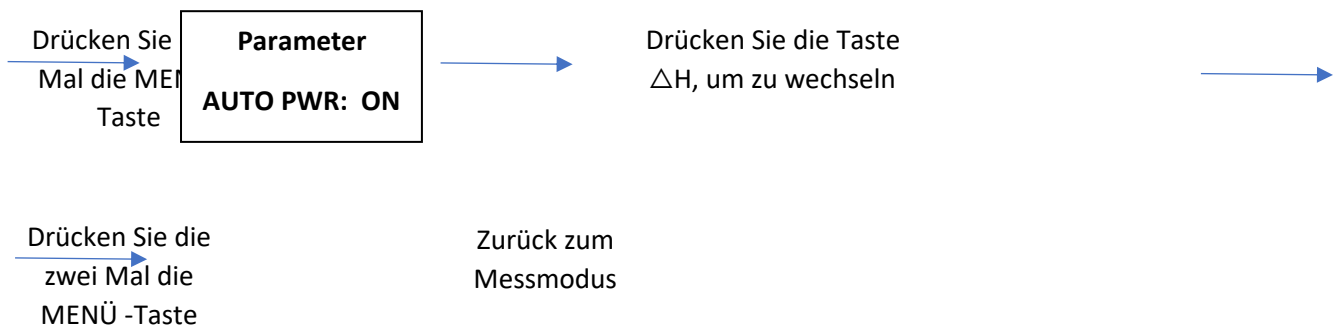 Drücken Sie
Mal die MEN
Taste
Parameter
AUTO PWR: ON
Drücken Sie die Taste
△H, um zu wechseln
Drücken Sie die
zwei Mal die
MENÜ -Taste
Zurück zum
Messmodus